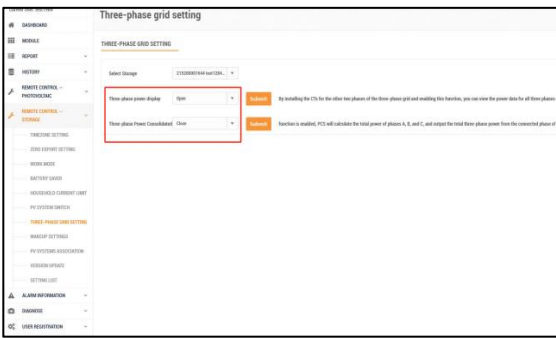 Three-phase grid setting
DASHBOARD
MODULE
REPORT
HISTORY
REMOTE CONTROL --
PHOTOVOLTAIC
REMOTE CONTROL --
STORAGE
TIMEZONE SETTING
ZERO EXPORT SETTING
WORK MODE
BATTERY SAVER
HOUSEHOLD CURRENT LIMIT
PV SYSTEM SWITCH
THREE-PHASE GRID SETTING
MAKEUP SETTINGS
PV SYSTEMS ASSOCIATION
VERSION UPDATE
SETTING LIST
ALARM INFORMATION
DIAGNOSE
USER REGISTRATION
THREE-PHASE GRID SETTING
Select Storage
Three-phase power display Open Submit By installing the CTs for the other two phases of the three-phase grid and enabling this function, you can view the power data for all three phases
Three-phase Power Consolidated Close Submit function is enabled, PCS will calculate the total power of phases A, B, and C, and output the total three-phase power from the connected phase of